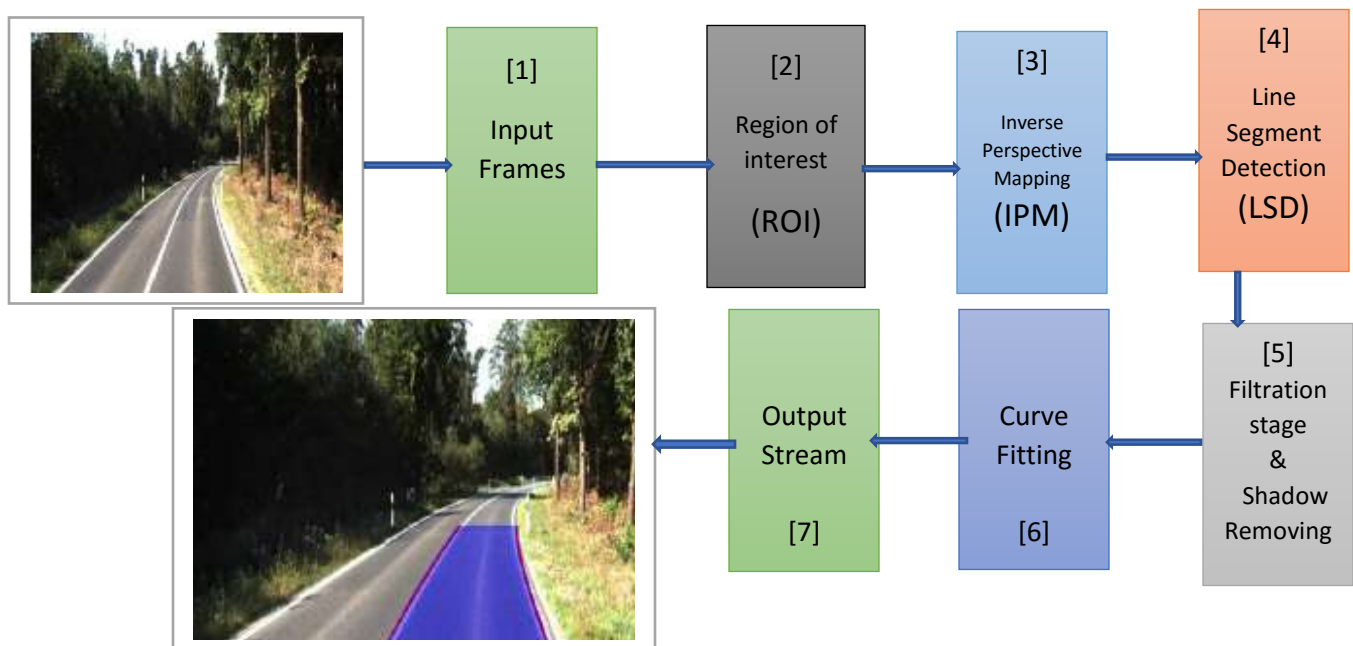 [1]
Input
Frames
[2]
Region of
interest
(ROI)
[3]
Inverse
Perspective
Mapping
(IPM)
[4]
Line
Segment
Detection
(LSD)
[5]
Filtration
stage
&
Shadow
Removing
Curve
Fitting
[6]
Output
Stream
[7]